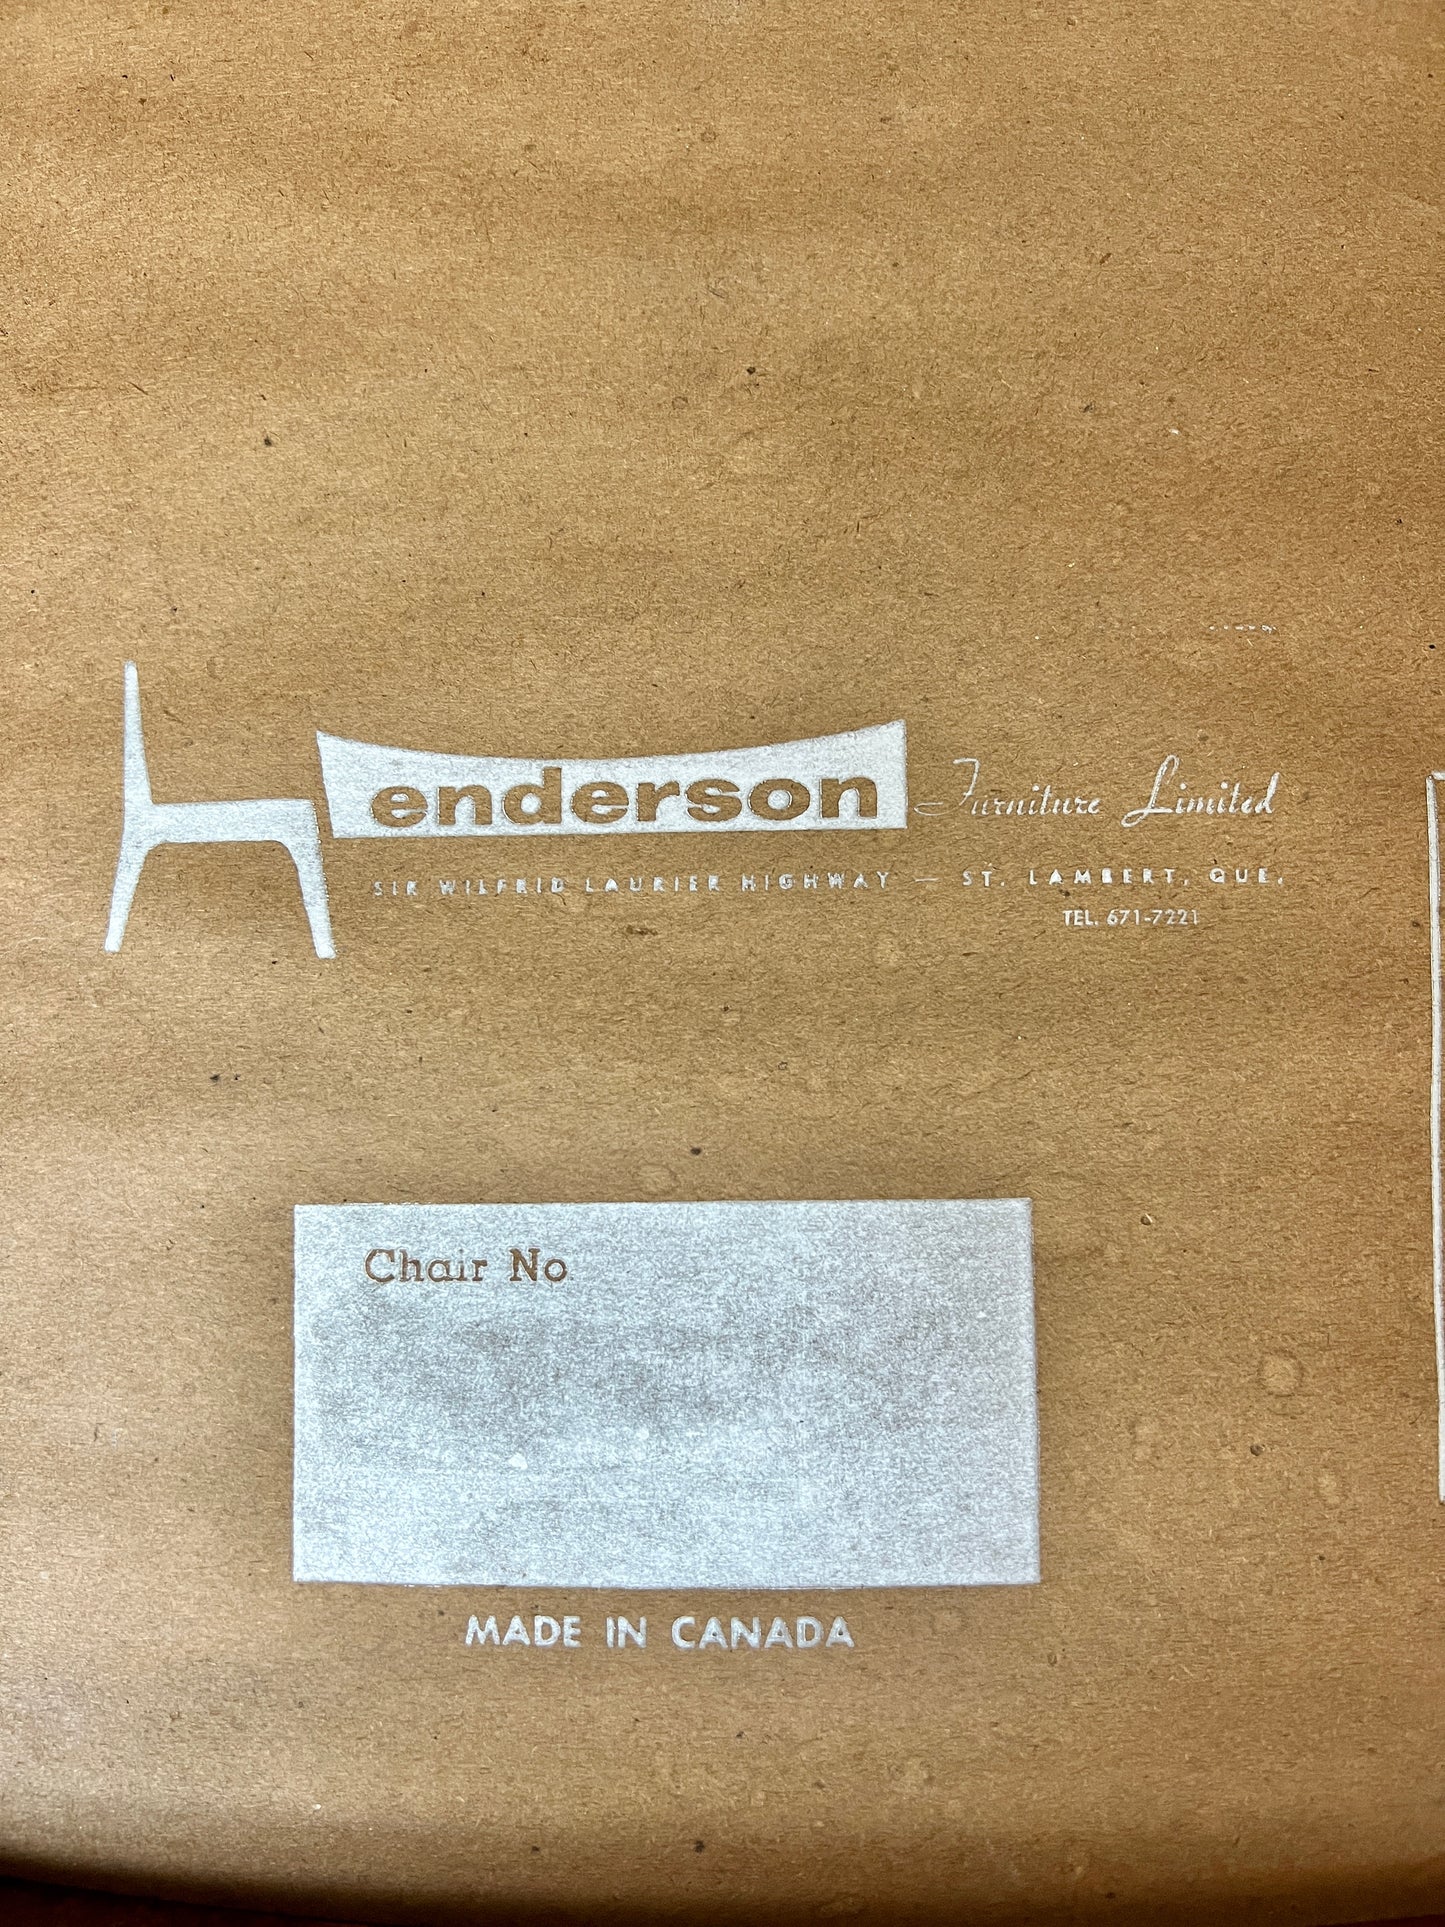 Henderson Furniture Limited
SIR WILFRID LAURIER HIGHWAY — ST. LAMBERT, QUE.
TEL. 671-7221
Chair No
MADE IN CANADA